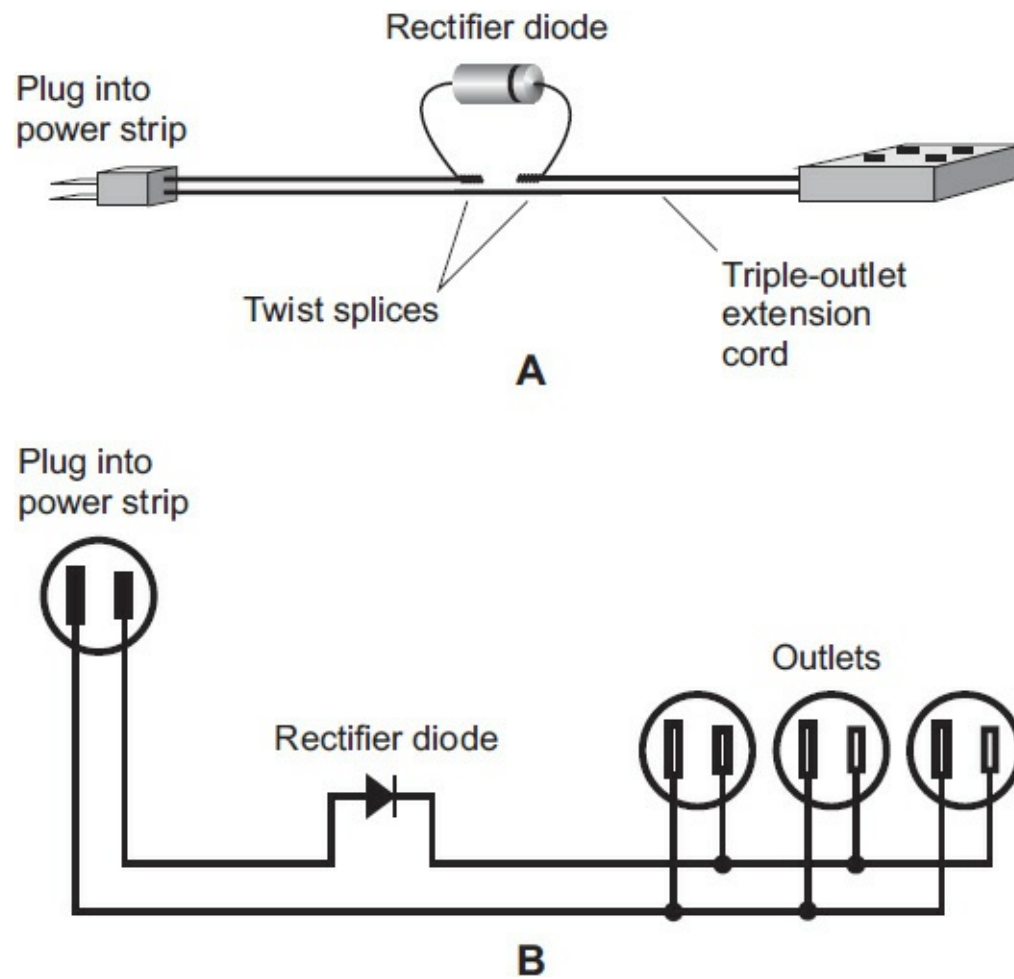 Rectifier diode
Plug into
power strip
Twist splices
Triple-outlet
extension
cord
A
Plug into
power strip
Outlets
Rectifier diode
B